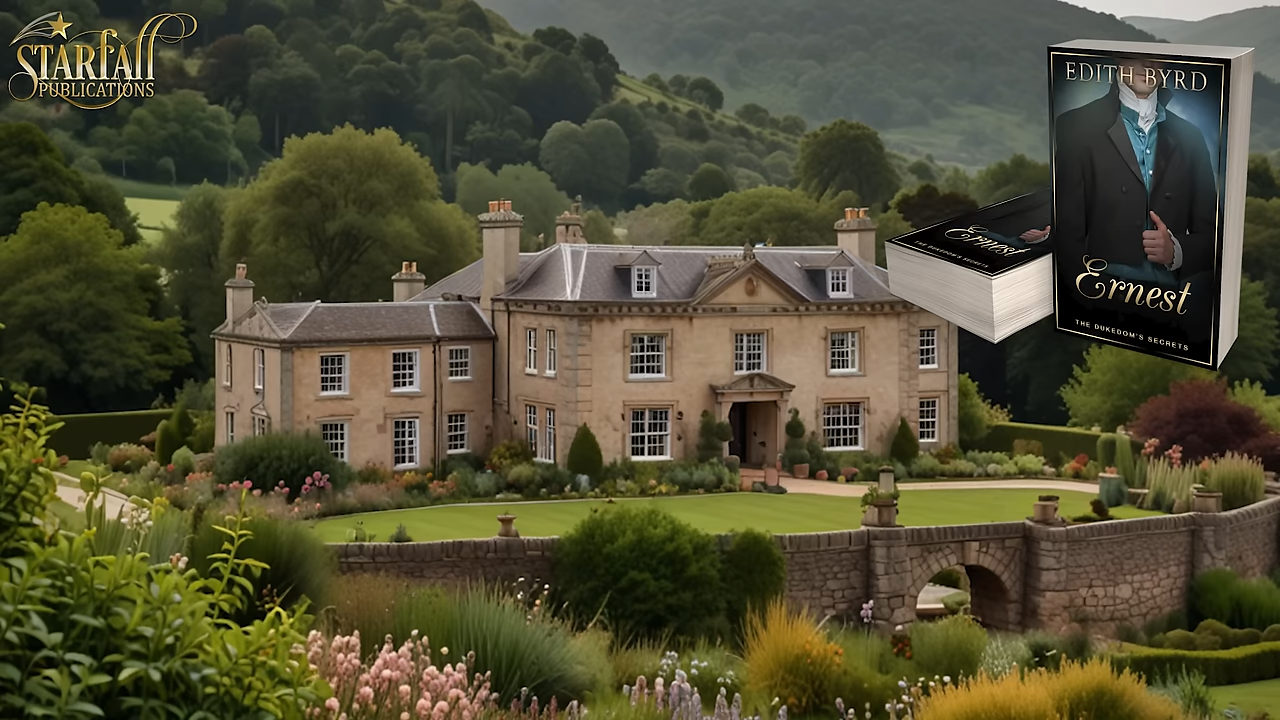 STARfall
PUBLICATIONS
EDITH BYRD
Ernest
THE DUKEDOM'S SECRETS
Ernest
THE DUKEDOM'S SECRETS